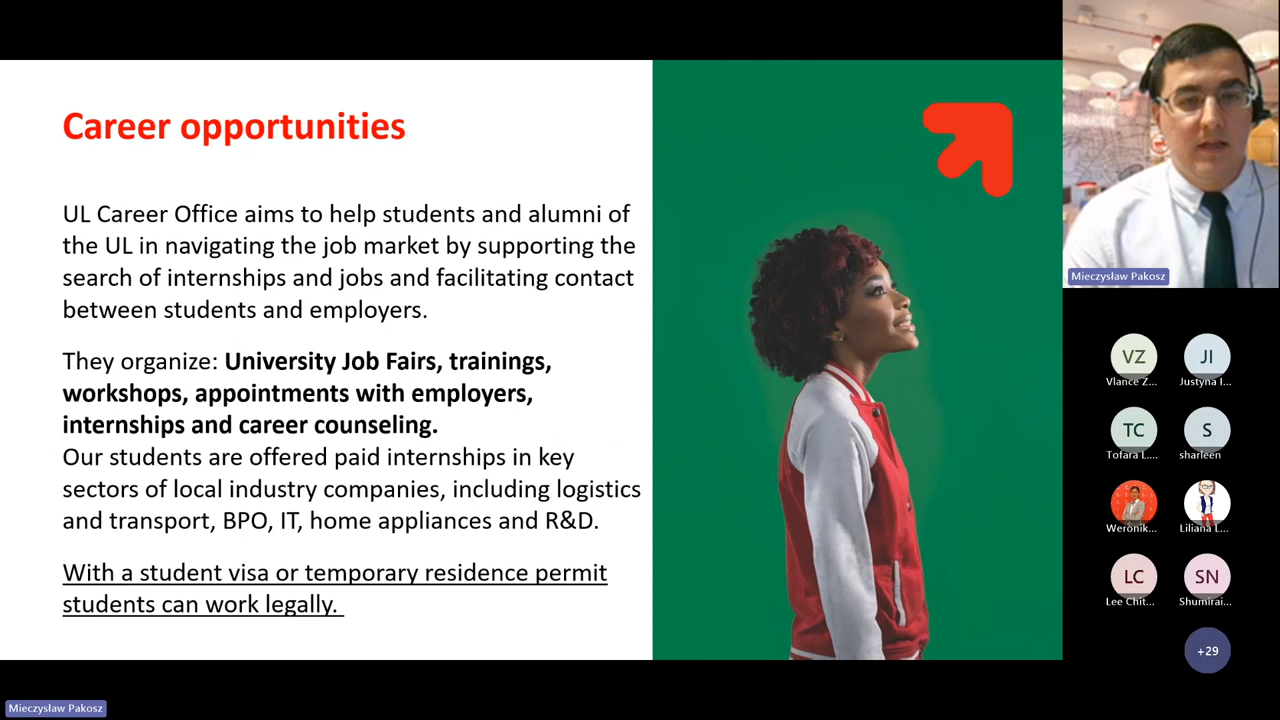 Career opportunities
UL Career Office aims to help students and alumni of
the UL in navigating the job market by supporting the
search of internships and jobs and facilitating contact
between students and employers.
They organize: University Job Fairs, trainings,
workshops, appointments with employers,
internships and career counseling.
Our students are offered paid internships in key
sectors of local industry companies, including logistics
and transport, BPO, IT, home appliances and R&D.
With a student visa or temporary residence permit
students can work legally.
Mieczysław Pakosz
VZ
JI
Vlance Z...
Justyna I...
TC
S
Tofara L....
sharleen
Weronik...
Liliana L...
LC
SN
Lee Chit...
Shumirai...
+29
Mieczysław Pakosz